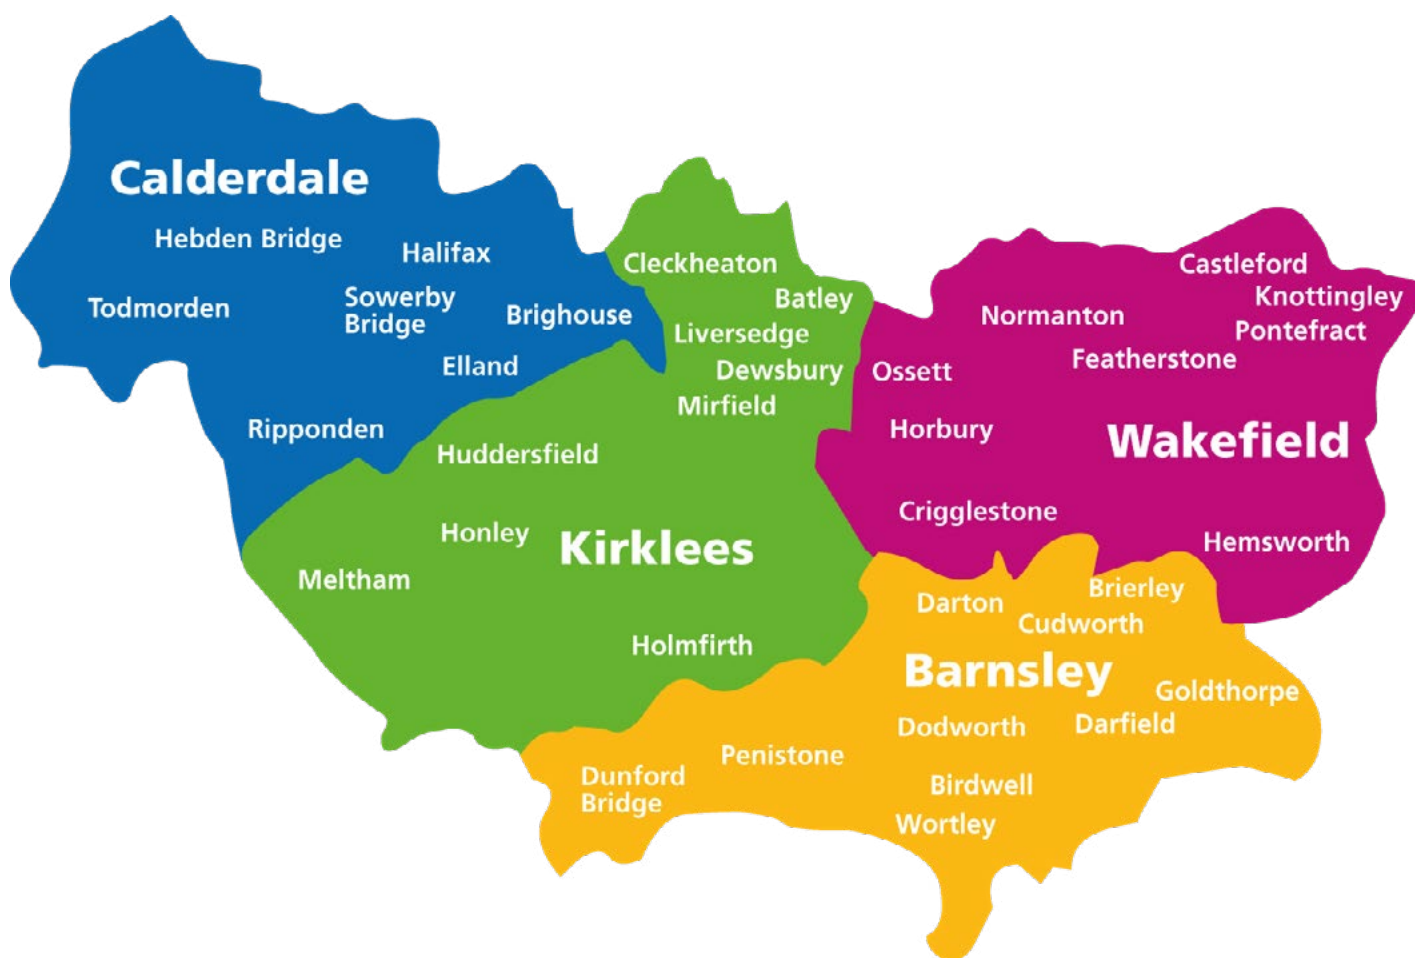 Calderdale
Hebden Bridge
Halifax
Todmorden
Sowerby
Bridge
Brighouse
Elland
Ripponden
Cleckheaton
Batley
Liversedge
Dewsbury
Mirfield
Huddersfield
Honley
Kirklees
Meltham
Holmfirth
Castleford
Knottingley
Normanton
Pontefract
Featherstone
Ossett
Horbury
Wakefield
Crigglestone
Hemsworth
Brierley
Darton
Cudworth
Barnsley
Goldthorpe
Dodworth
Darfield
Penistone
Dunford
Bridge
Birdwell
Wortley